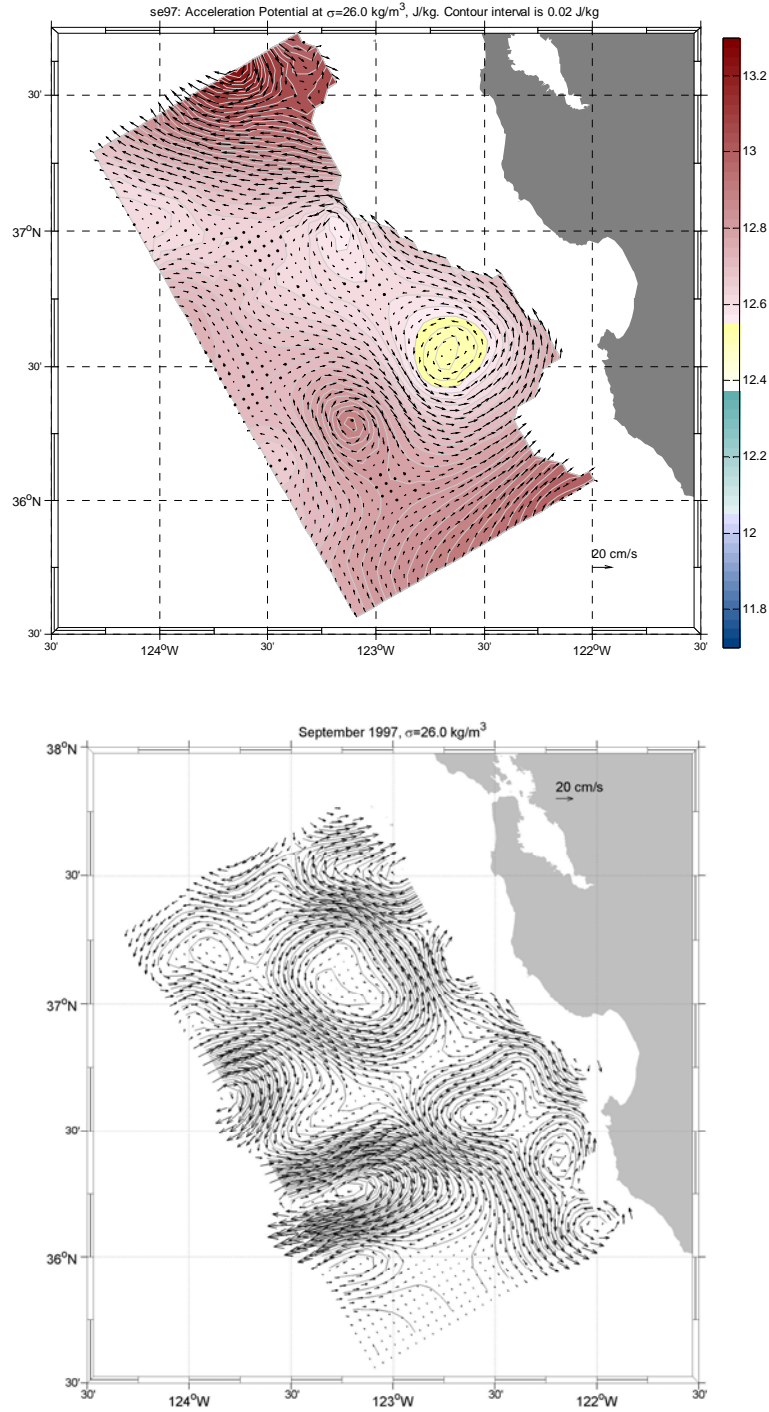 se97: Acceleration Potential at σ=26.0 kg/m³, J/kg. Contour interval is 0.02 J/kg
13.2
30'
13
12.8
37°N
12.6
30'
12.4
12.2
36°N
12
20 cm/s
11.8
30'
30' 124°W 30' 123°W 30' 122°W 30'
September 1997, σ=26.0 kg/m³
38°N
20 cm/s
30'
37°N
30'
36°N
30'
30' 124°W 30' 123°W 30' 122°W 30'